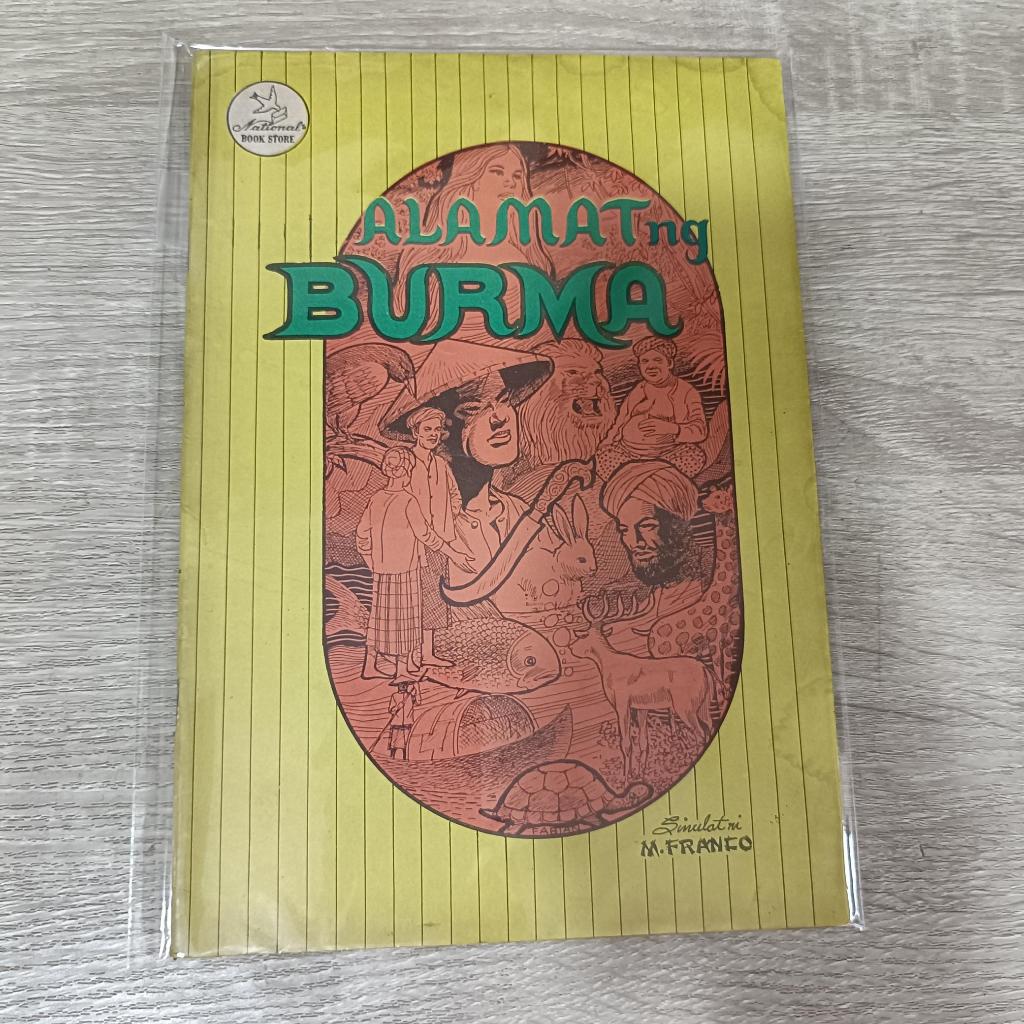 National
BOOK STORE
ALAMAT ng
BURMA
FABIAN
Sinulat ni
M. FRANCO